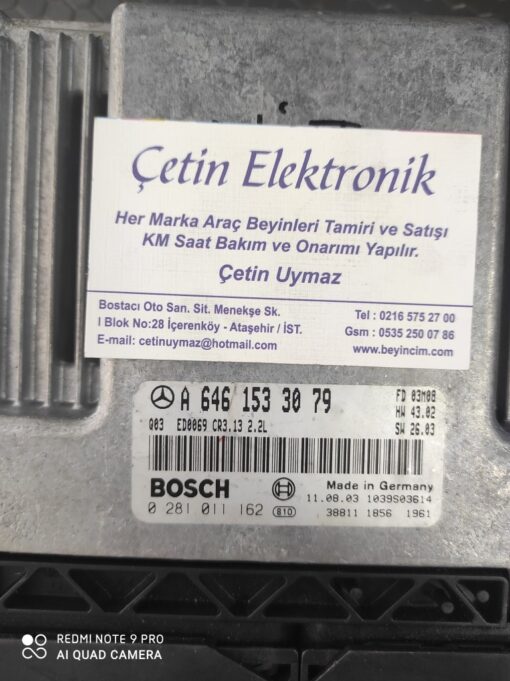 Çetin Elektronik
Her Marka Araç Beyinleri Tamiri ve Satışı
KM Saat Bakım ve Onarımı Yapılır.
Çetin Uymaz
Bostacı Oto San. Sit. Menekşe Sk.
I Blok No:28 İçerenköy - Ataşehir / İST.
E-mail: cetinuymaz@hotmail.com
Tel : 0216 575 27 00
Gsm : 0535 250 07 86
www.beyincim.com
A 646 153 30 79
Q03 ED0069 CR3.13 2.2L
FD 03M08
HW 43.02
SW 26.03
BOSCH
Made in Germany
11.08.03 1039S03614
0 281 011 162 810
38811 1856 1961
REDMI NOTE 9 PRO
AI QUAD CAMERA